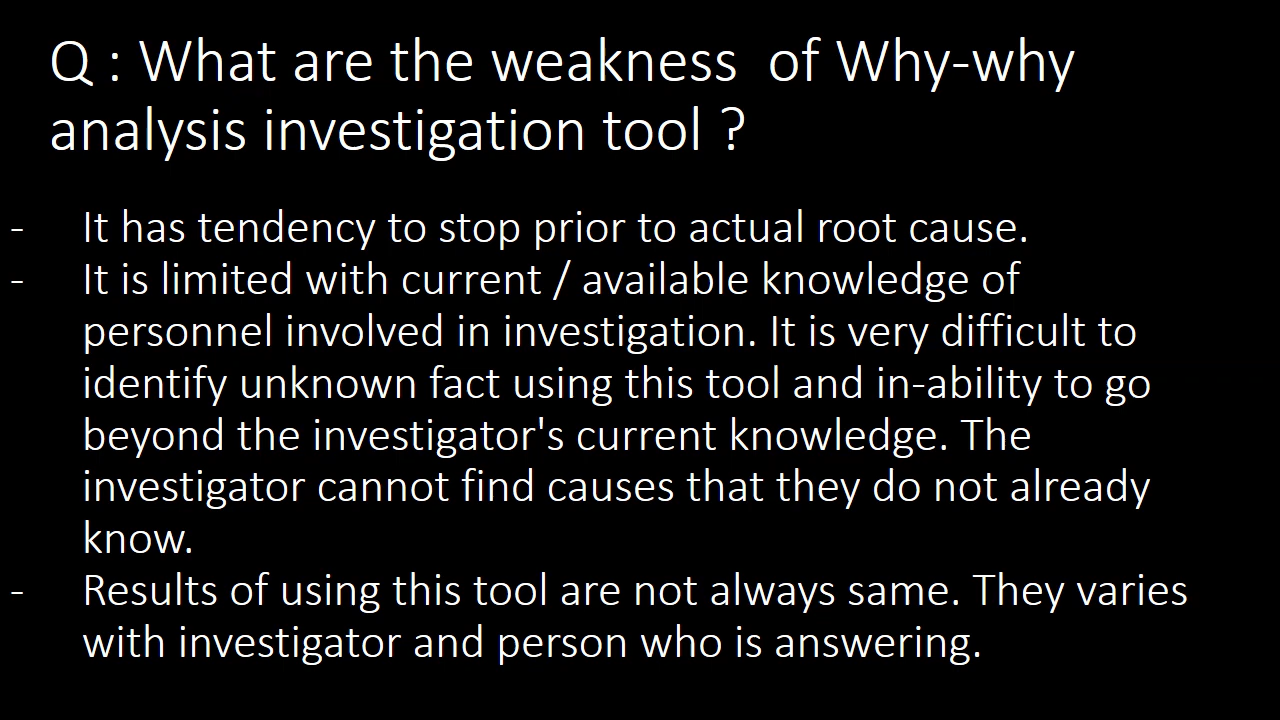 Q : What are the weakness  of Why-why
analysis investigation tool ?
- It has tendency to stop prior to actual root cause.
- It is limited with current / available knowledge of
personnel involved in investigation. It is very difficult to
identify unknown fact using this tool and in-ability to go
beyond the investigator's current knowledge. The
investigator cannot find causes that they do not already
know.
- Results of using this tool are not always same. They varies
with investigator and person who is answering.